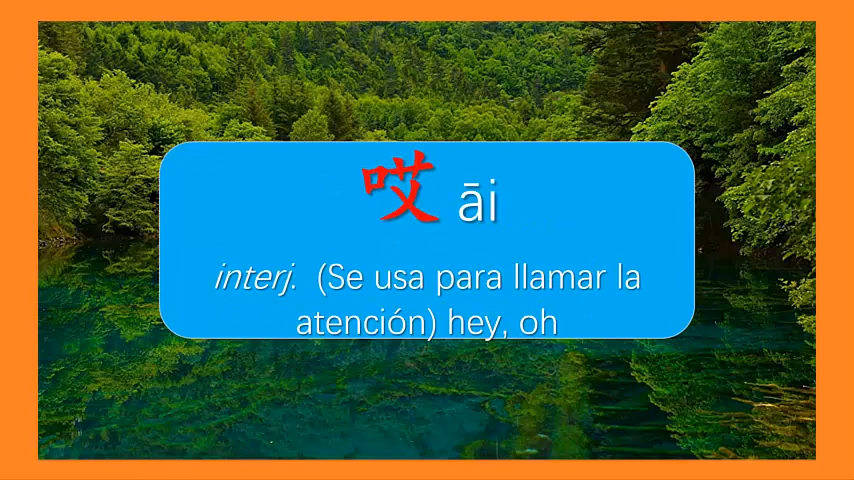 哎 āi
interj. (Se usa para llamar la
atención) hey, oh